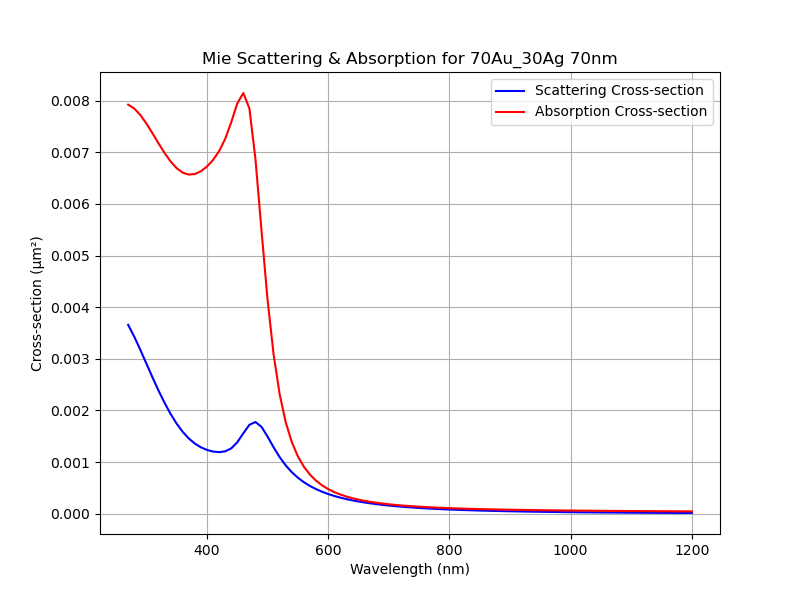 Mie Scattering & Absorption for 70Au_30Ag 70nm
Scattering Cross-section
Absorption Cross-section
0.008
0.007
0.006
0.005
0.004
0.003
0.002
0.001
0.000
Cross-section (μm²)
400 600 800 1000 1200
Wavelength (nm)